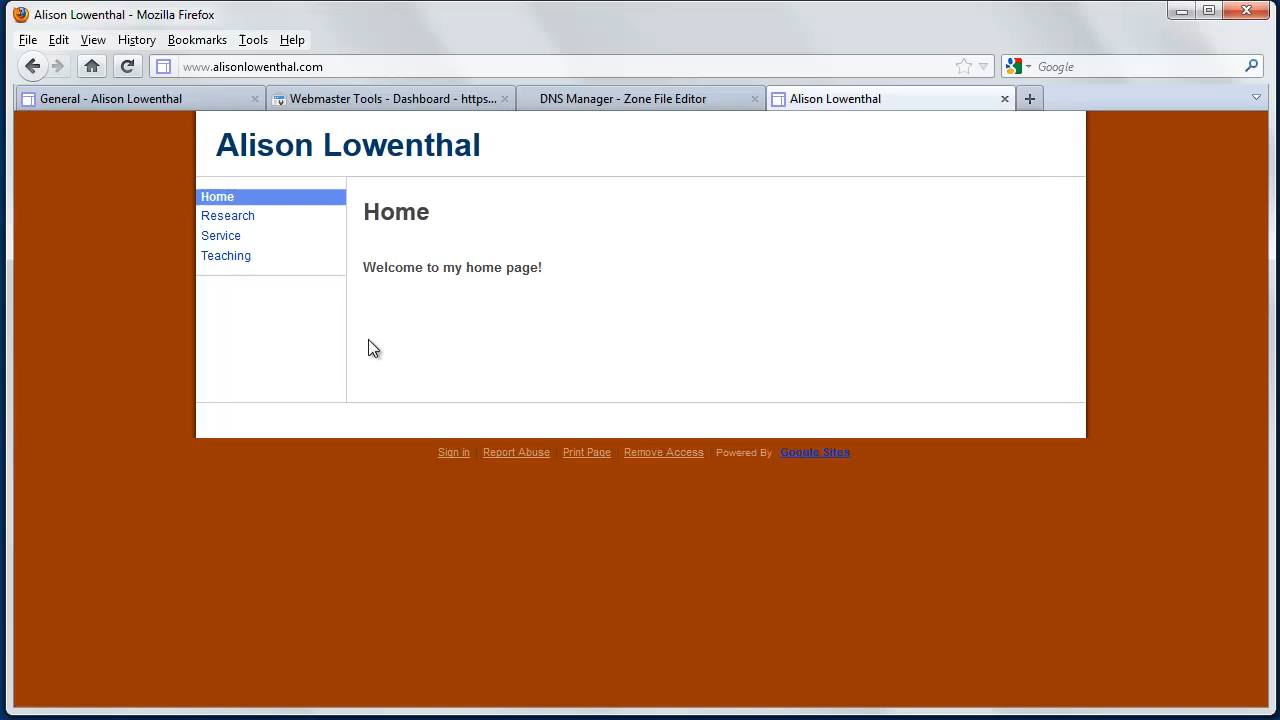 Alison Lowenthal - Mozilla Firefox
File Edit View History Bookmarks Tools Help
www.alisonlowenthal.com Google
General - Alison Lowenthal Webmaster Tools - Dashboard - https... DNS Manager - Zone File Editor Alison Lowenthal
Alison Lowenthal
Home
Research
Service
Teaching
Home
Welcome to my home page!
Sign in | Report Abuse | Print Page | Remove Access | Powered By Google Sites